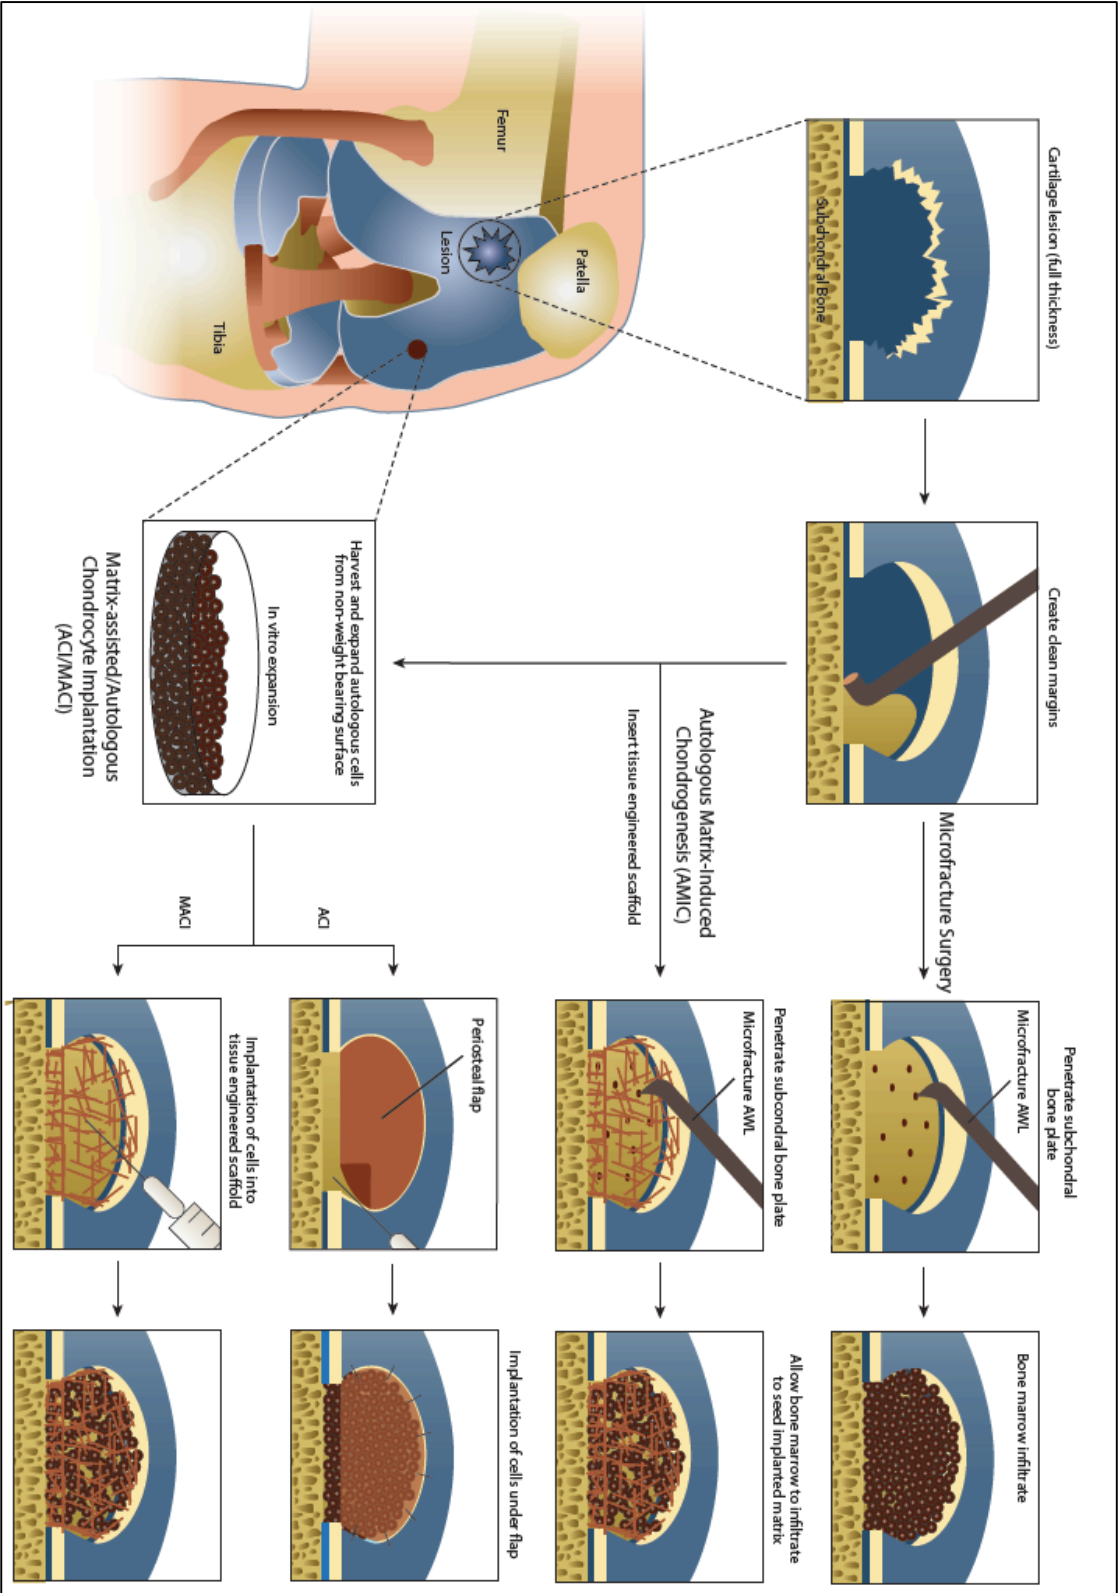 Cartilage lesion (full thickness)
Subchondral Bone
Create clean margins
Microfracture Surgery
Penetrate subchondral
bone plate
Microfracture AWL
Bone marrow infiltrate
Femur
Patella
Lesion
Tibia
Autologous Matrix-Induced
Chondrogenesis (AMIC)
Insert tissue engineered scaffold
Penetrate subcondral bone plate
Microfracture AWL
Allow bone marrow to infiltrate
to seed implanted matrix
Harvest and expand autologous cells
from non-weight bearing surface
In vitro expansion
Matrix-assisted/Autologous
Chondrocyte Implantation
(ACI/MACI)
ACI
MACI
Periosteal flap
Implantation of cells under flap
Implantation of cells into
tissue engineered scaffold